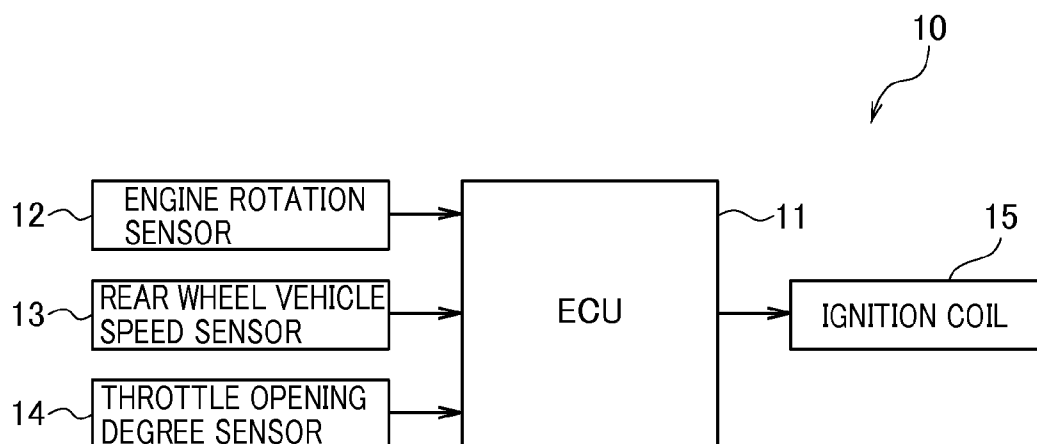 10
12
ENGINE ROTATION
SENSOR
11
15
13
REAR WHEEL VEHICLE
SPEED SENSOR
ECU
IGNITION COIL
14
THROTTLE OPENING
DEGREE SENSOR